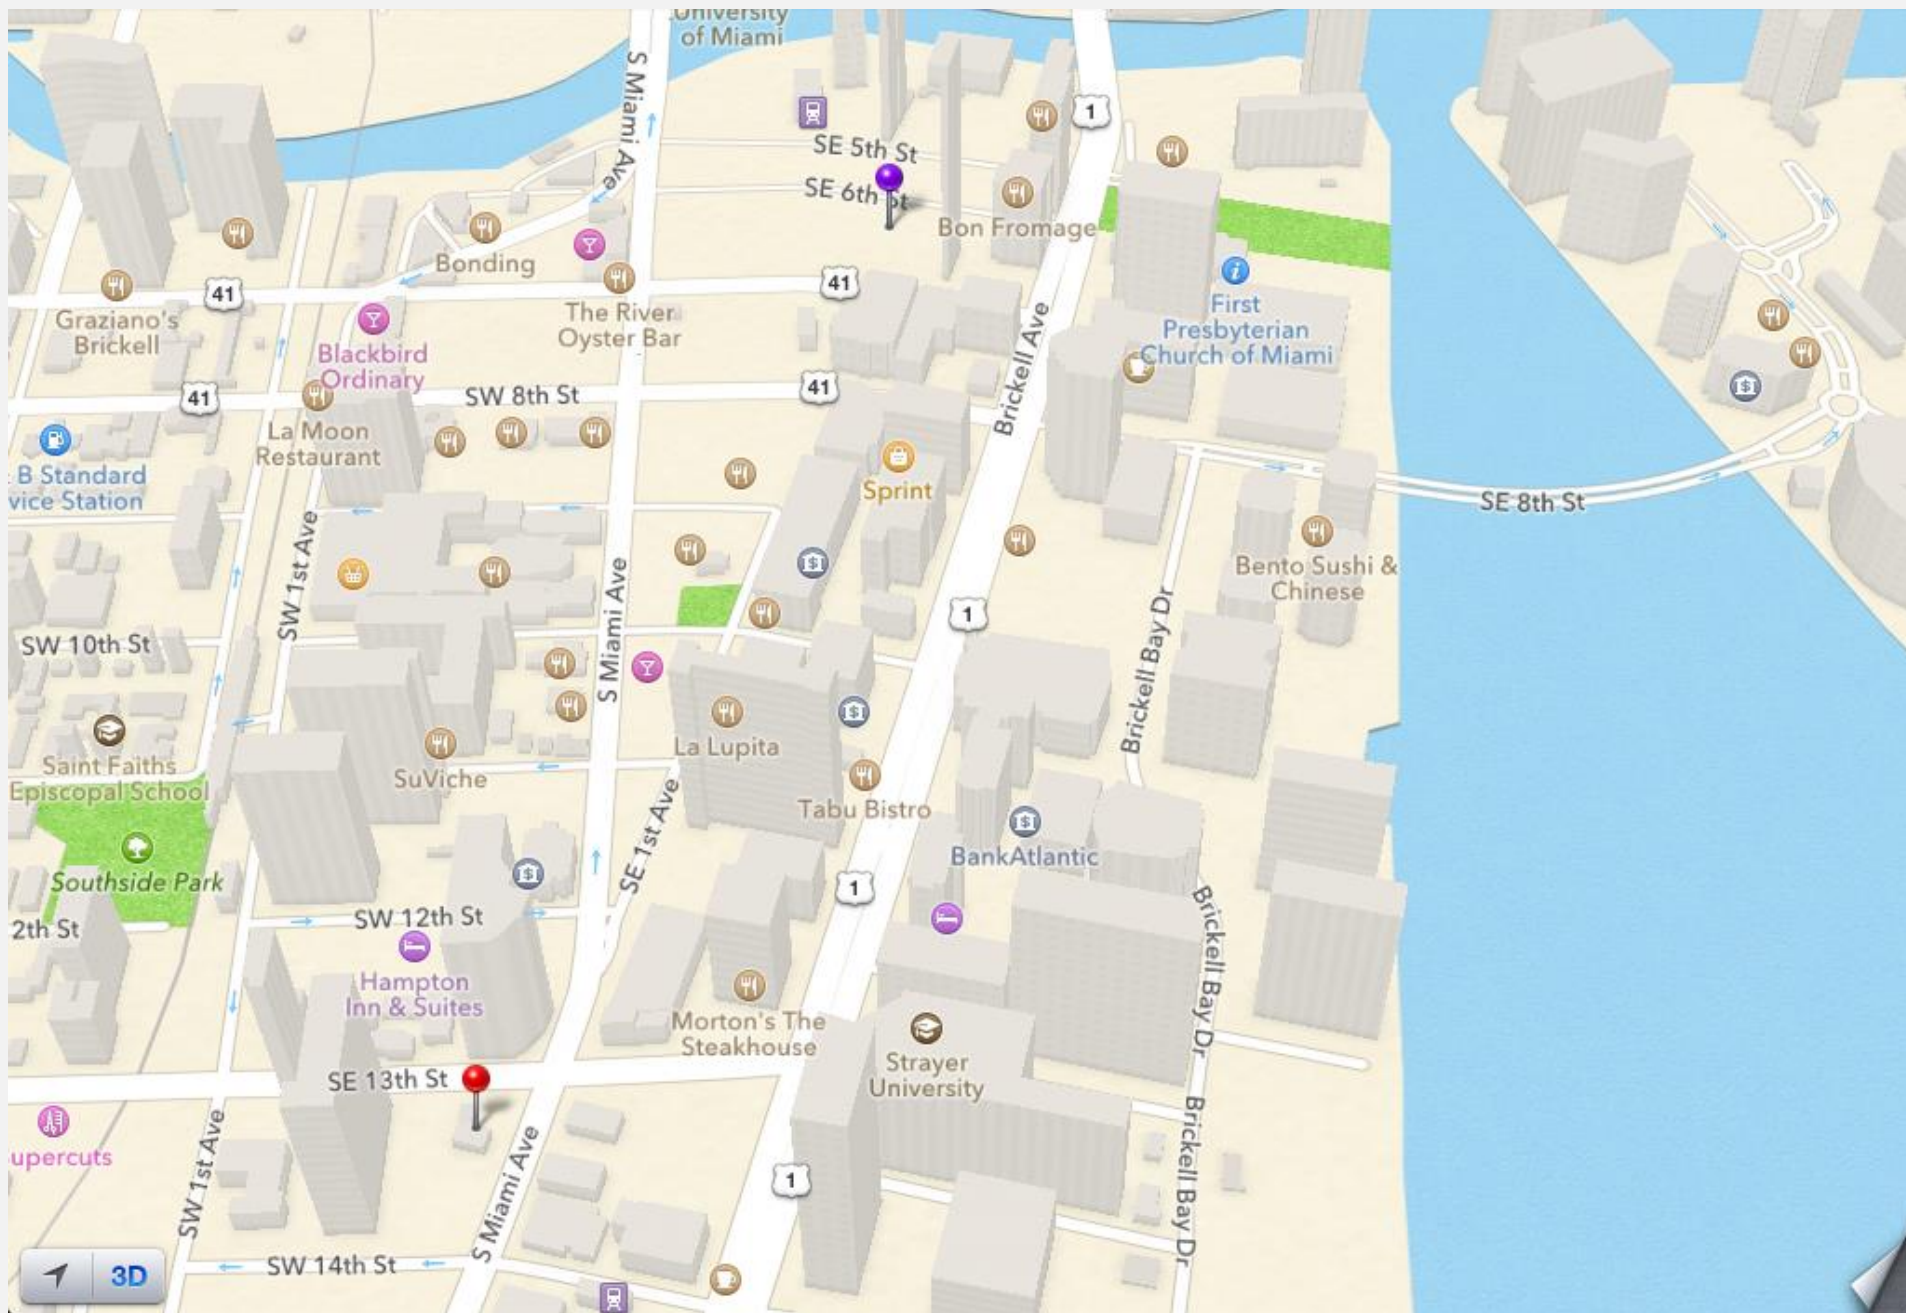 University
of Miami
S Miami Ave
1
SE 5th St
SE 6th St
Bon Fromage
Bonding
41
41
Graziano's
Brickell
The River
Oyster Bar
First
Presbyterian
Church of Miami
Blackbird
Ordinary
Brickell Ave
41
SW 8th St
41
La Moon
Restaurant
B Standard
vice Station
Sprint
SE 8th St
SW 1st Ave
Bento Sushi &
Chinese
S Miami Ave
1
Brickell Bay Dr
SW 10th St
La Lupita
Saint Faiths
Episcopal School
SuViche
Tabu Bistro
SE 1st Ave
BankAtlantic
Southside Park
1
2th St
SW 12th St
Brickell Bay Dr
Hampton
Inn & Suites
Morton's The
Steakhouse
Strayer
University
SE 13th St
upercuts
SW 1st Ave
S Miami Ave
1
Brickell Bay Dr
Brickell Bay Dr
SW 14th St
3D